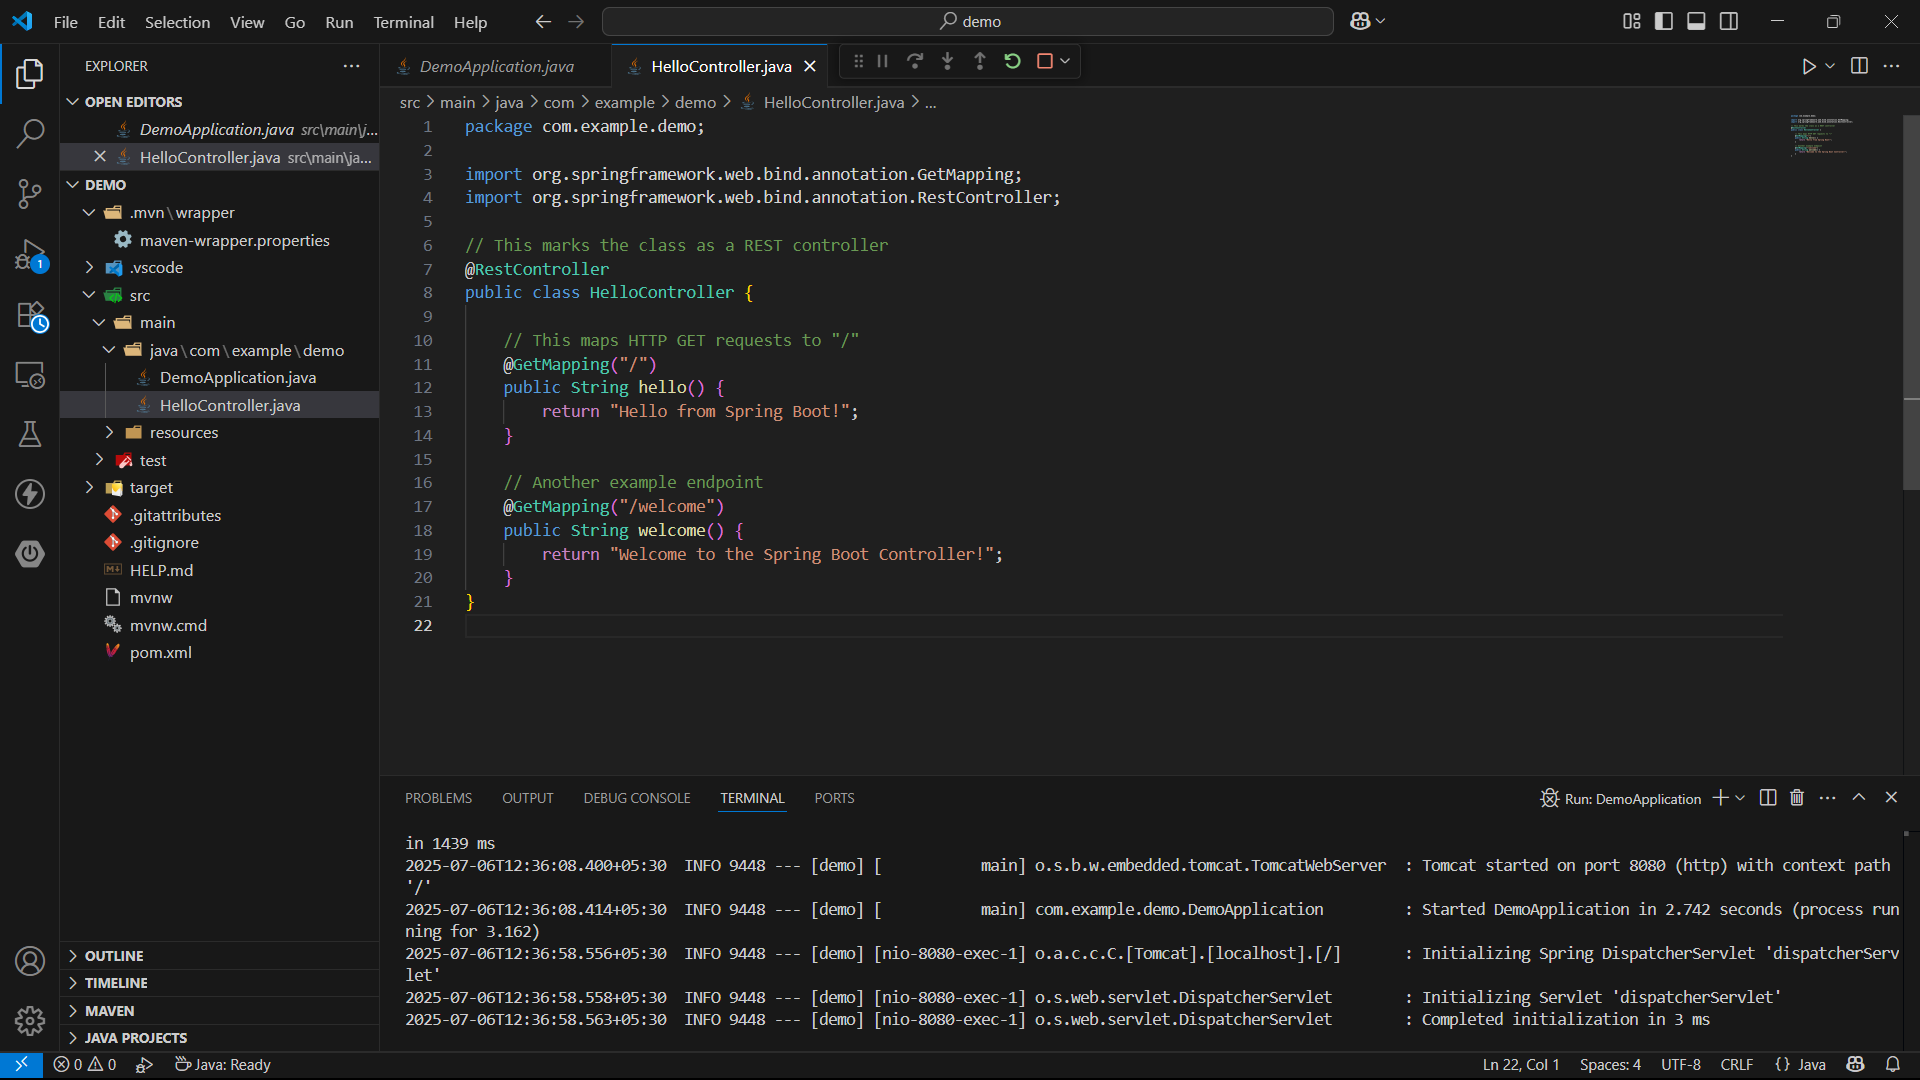 File Edit Selection View Go Run Terminal Help
demo
EXPLORER
OPEN EDITORS
DemoApplication.java src\main\j...
HelloController.java src\main\ja...
DEMO
.mvn\wrapper
maven-wrapper.properties
.vscode
src
main
java\com\example\demo
DemoApplication.java
HelloController.java
resources
test
target
.gitattributes
.gitignore
HELP.md
mvnw
mvnw.cmd
pom.xml
OUTLINE
TIMELINE
MAVEN
JAVA PROJECTS
1
DemoApplication.java HelloController.java
src > main > java > com > example > demo > HelloController.java > ...
1 package com.example.demo;
2
3 import org.springframework.web.bind.annotation.GetMapping;
4 import org.springframework.web.bind.annotation.RestController;
5
6 // This marks the class as a REST controller
7 @RestController
8 public class HelloController {
9
10 // This maps HTTP GET requests to "/"
11 @GetMapping("/")
12 public String hello() {
13 return "Hello from Spring Boot!";
14 }
15
16 // Another example endpoint
17 @GetMapping("/welcome")
18 public String welcome() {
19 return "Welcome to the Spring Boot Controller!";
20 }
21 }
22
PROBLEMS OUTPUT DEBUG CONSOLE TERMINAL PORTS
Run: DemoApplication
in 1439 ms
2025-07-06T12:36:08.400+05:30 INFO 9448 --- [demo] [ main] o.s.b.w.embedded.tomcat.TomcatWebServer : Tomcat started on port 8080 (http) with context path
'/'
2025-07-06T12:36:08.414+05:30 INFO 9448 --- [demo] [ main] com.example.demo.DemoApplication : Started DemoApplication in 2.742 seconds (process run
ning for 3.162)
2025-07-06T12:36:58.556+05:30 INFO 9448 --- [demo] [nio-8080-exec-1] o.a.c.c.C.[Tomcat].[localhost].[/] : Initializing Spring DispatcherServlet 'dispatcherServ
let'
2025-07-06T12:36:58.558+05:30 INFO 9448 --- [demo] [nio-8080-exec-1] o.s.web.servlet.DispatcherServlet : Initializing Servlet 'dispatcherServlet'
2025-07-06T12:36:58.563+05:30 INFO 9448 --- [demo] [nio-8080-exec-1] o.s.web.servlet.DispatcherServlet : Completed initialization in 3 ms
0 0 Java: Ready
Ln 22, Col 1 Spaces: 4 UTF-8 CRLF {} Java